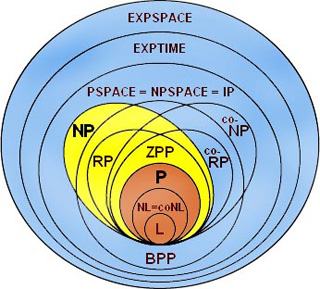 EXPSPACE
EXPTIME
PSPACE = NPSPACE = IP
NP
co-NP
RP
ZPP
co-RP
P
NL=coNL
L
BPP